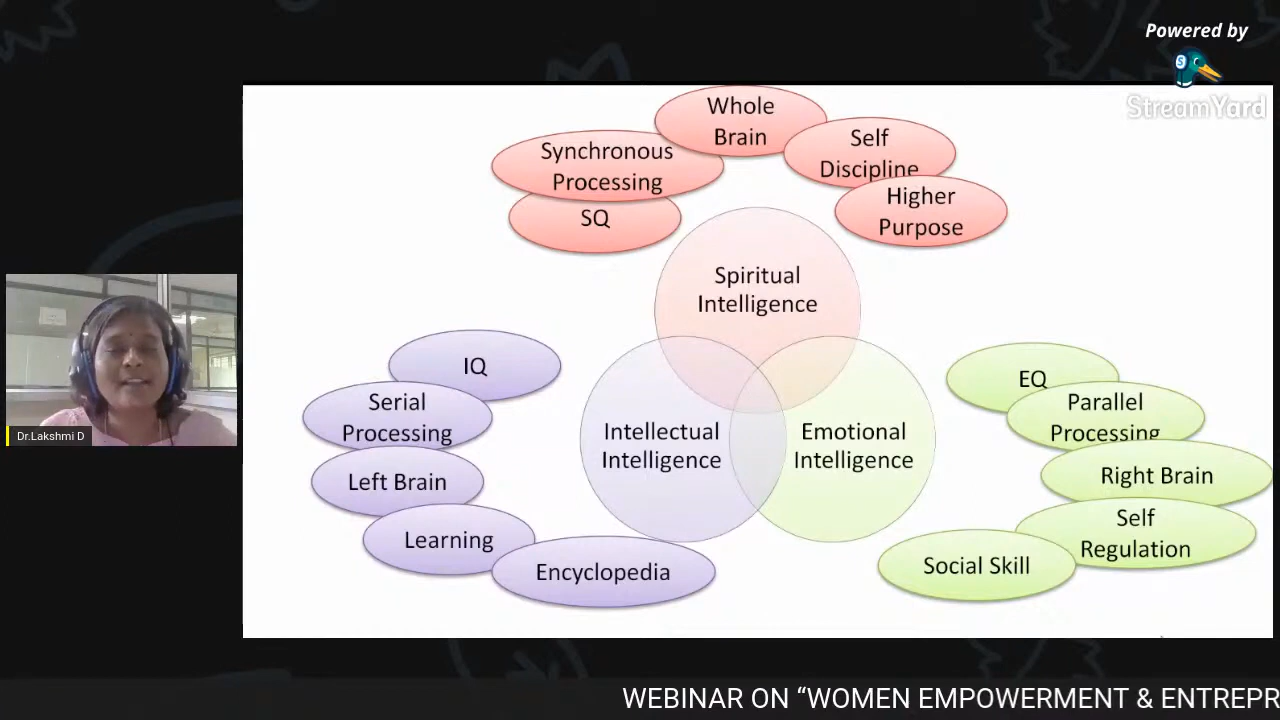 Powered by
StreamYard
Whole
Brain
Synchronous
Processing
Self
Discipline
SQ
Higher
Purpose
Spiritual
Intelligence
IQ
Serial
Processing
Left Brain
Learning
Encyclopedia
Intellectual
Intelligence
Emotional
Intelligence
EQ
Parallel
Processing
Right Brain
Self
Regulation
Social Skill
Dr.Lakshmi D
WEBINAR ON “WOMEN EMPOWERMENT & ENTREPR